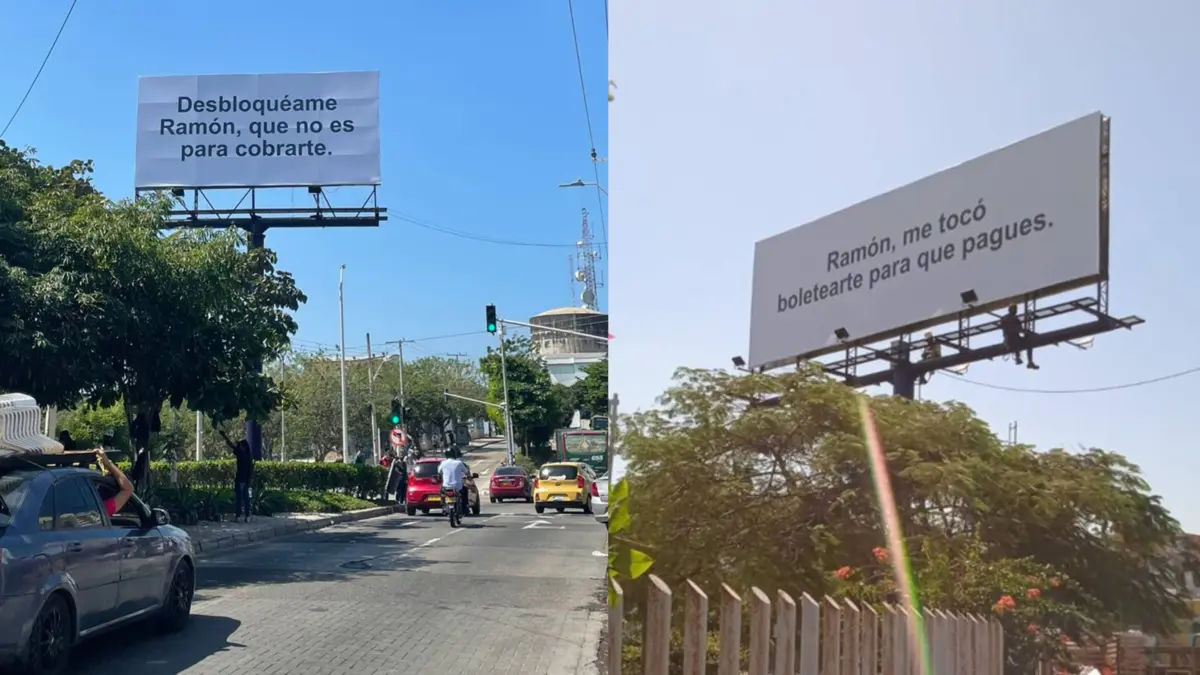 Desbloquéame
Ramón, que no es
para cobrarte.
Ramón, me tocó
boletearte para que pagues.